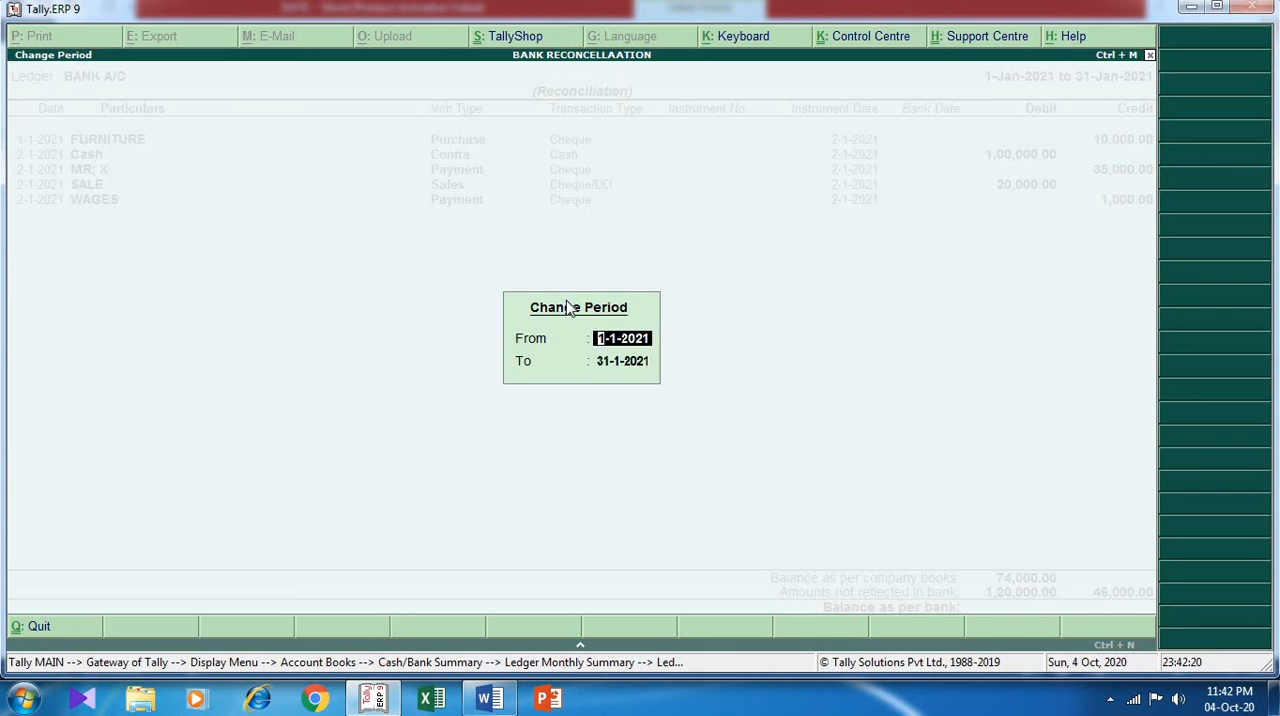 Tally.ERP 9
P: Print E: Export M: E-Mail O: Upload S: TallyShop G: Language K: Keyboard K: Control Centre H: Support Centre H: Help
Change Period BANK RECONCELLAATION Ctrl + M
Ledger: BANK A/C 1-Jan-2021 to 31-Jan-2021
(Reconciliation)
Date Particulars Vch Type Transaction Type Instrument No. Instrument Date Bank Date Debit Credit
1-1-2021 FURNITURE Purchase Cheque 2-1-2021 10,000.00
2-1-2021 Cash Contra Cash 2-1-2021 1,00,000.00
2-1-2021 MR; X Payment Cheque 2-1-2021 35,000.00
2-1-2021 SALE Sales Cheque/DD 2-1-2021 20,000.00
2-1-2021 WAGES Payment Cheque 2-1-2021 1,000.00
Change Period
From : 1-1-2021
To : 31-1-2021
Balance as per company books: 74,000.00
Amounts not reflected in bank: 1,20,000.00 46,000.00
Balance as per bank:
Q: Quit
Ctrl + N
Tally MAIN --> Gateway of Tally --> Display Menu --> Account Books --> Cash/Bank Summary --> Ledger Monthly Summary --> Led... © Tally Solutions Pvt Ltd., 1988-2019 Sun, 4 Oct, 2020 23:42:20
11:42 PM
04-Oct-20